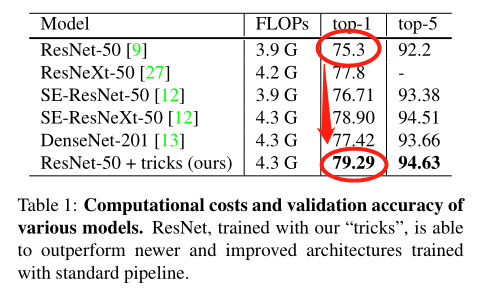 Model FLOPs top-1 top-5
ResNet-50 [9] 3.9 G 75.3 92.2
ResNeXt-50 [27] 4.2 G 77.8 -
SE-ResNet-50 [12] 3.9 G 76.71 93.38
SE-ResNeXt-50 [12] 4.3 G 78.90 94.51
DenseNet-201 [13] 4.3 G 77.42 93.66
ResNet-50 + tricks (ours) 4.3 G 79.29 94.63
Table 1: Computational costs and validation accuracy of
various models. ResNet, trained with our “tricks”, is able
to outperform newer and improved architectures trained
with standard pipeline.